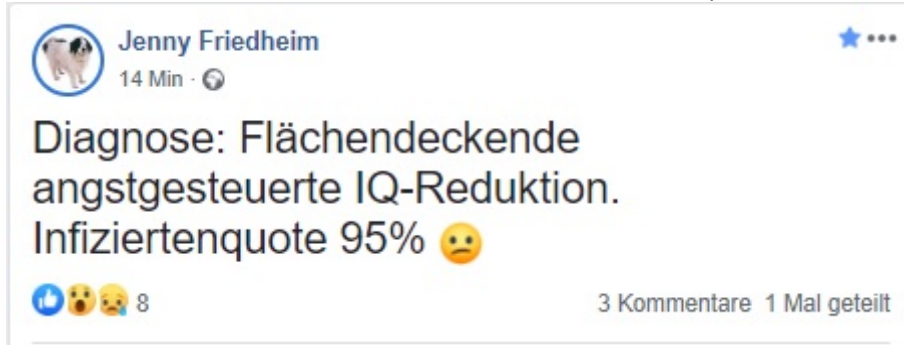 Jenny Friedheim
14 Min ·
Diagnose: Flächendeckende
angstgesteuerte IQ-Reduktion.
Infiziertenquote 95% 😕
8 3 Kommentare 1 Mal geteilt